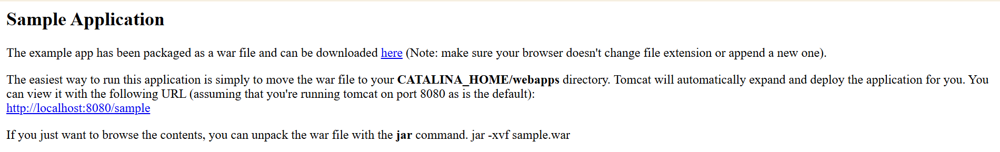 Sample Application
The example app has been packaged as a war file and can be downloaded here (Note: make sure your browser doesn't change file extension or append a new one).
The easiest way to run this application is simply to move the war file to your CATALINA_HOME/webapps directory. Tomcat will automatically expand and deploy the application for you. You
can view it with the following URL (assuming that you're running tomcat on port 8080 as is the default):
http://localhost:8080/sample
If you just want to browse the contents, you can unpack the war file with the jar command. jar -xvf sample.war